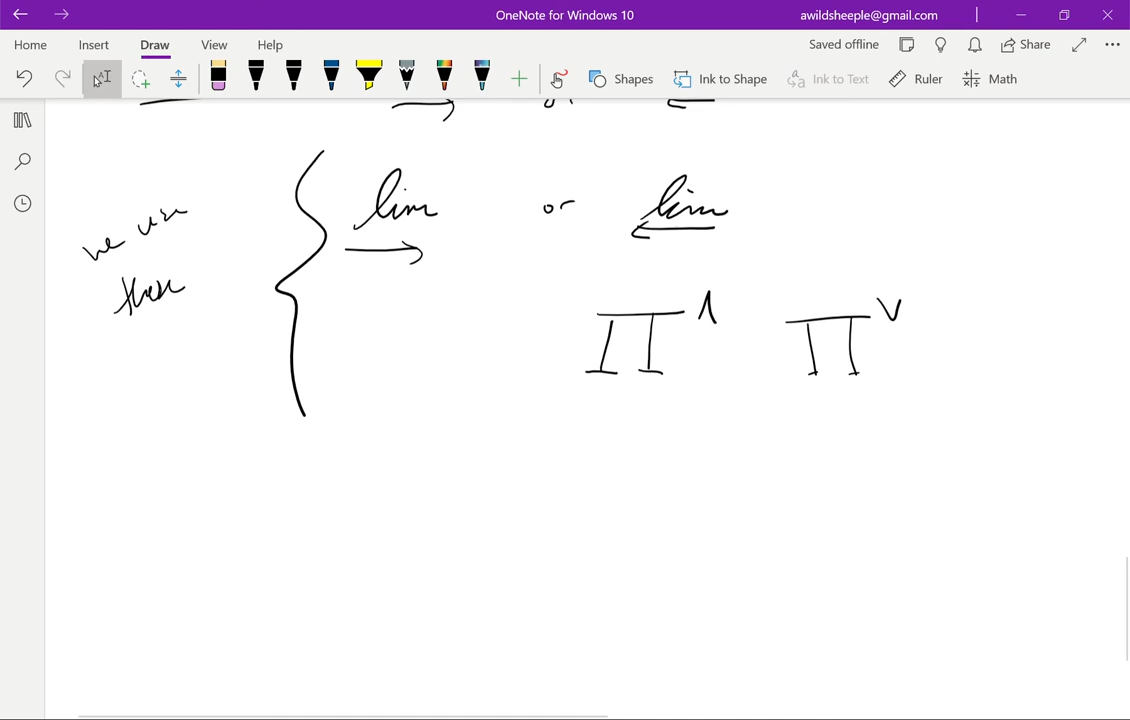 OneNote for Windows 10
awildsheeple@gmail.com
Home Insert Draw View Help
Saved offline
Share
Shapes
Ink to Shape
Ink to Text
Ruler
Math
we use
these
lim or lim
Π^∧ Π^∨